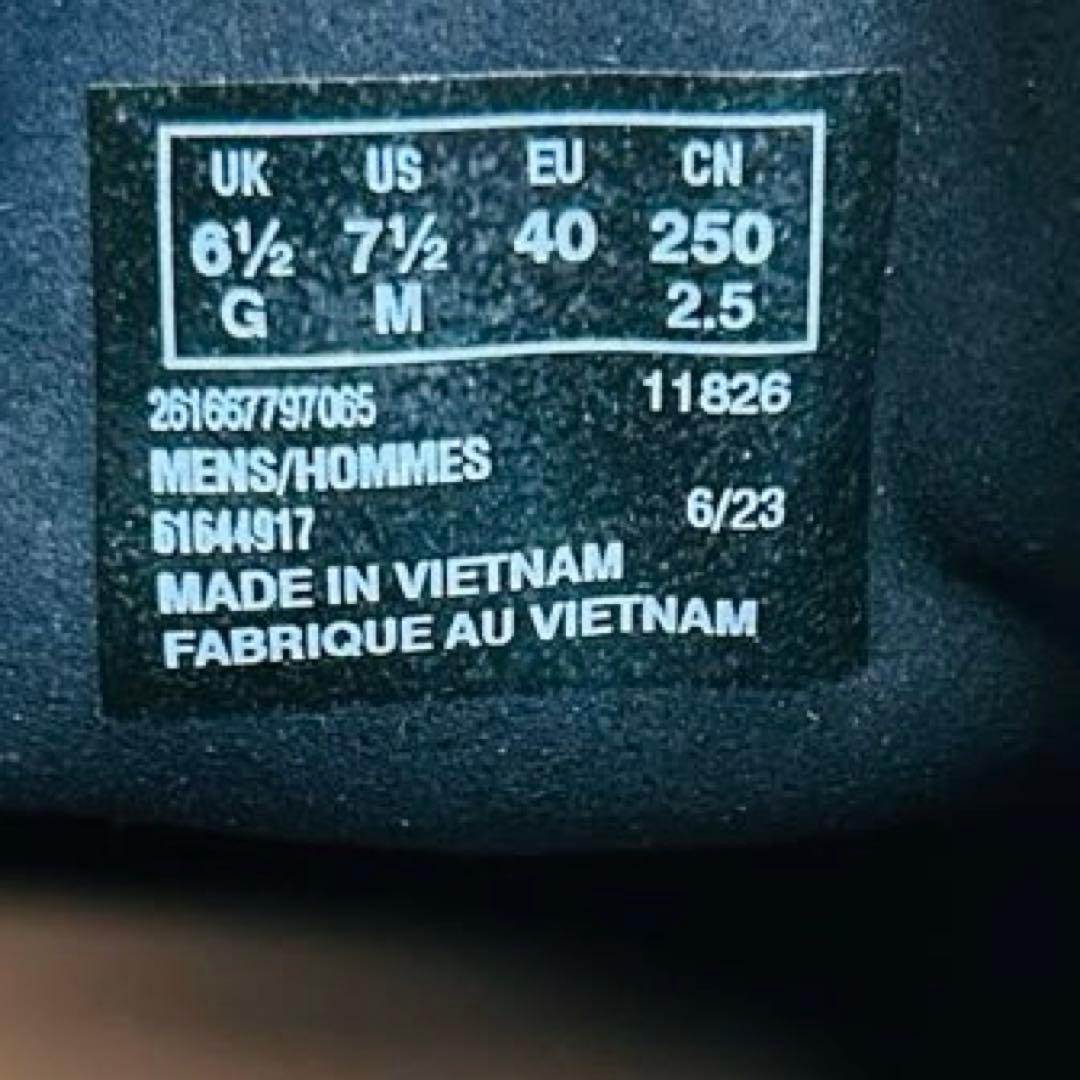 UK US EU CN
6½ 7½ 40 250
G M 2.5
261667797065 11826
MENS/HOMMES
61644917 6/23
MADE IN VIETNAM
FABRIQUE AU VIETNAM